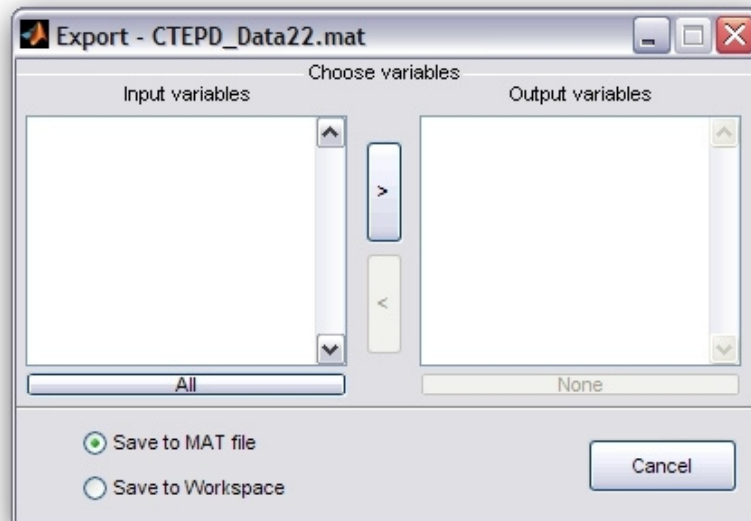 Export - CTEPD_Data22.mat
Choose variables
Input variables
Output variables
>
<
All
None
Save to MAT file
Save to Workspace
Cancel